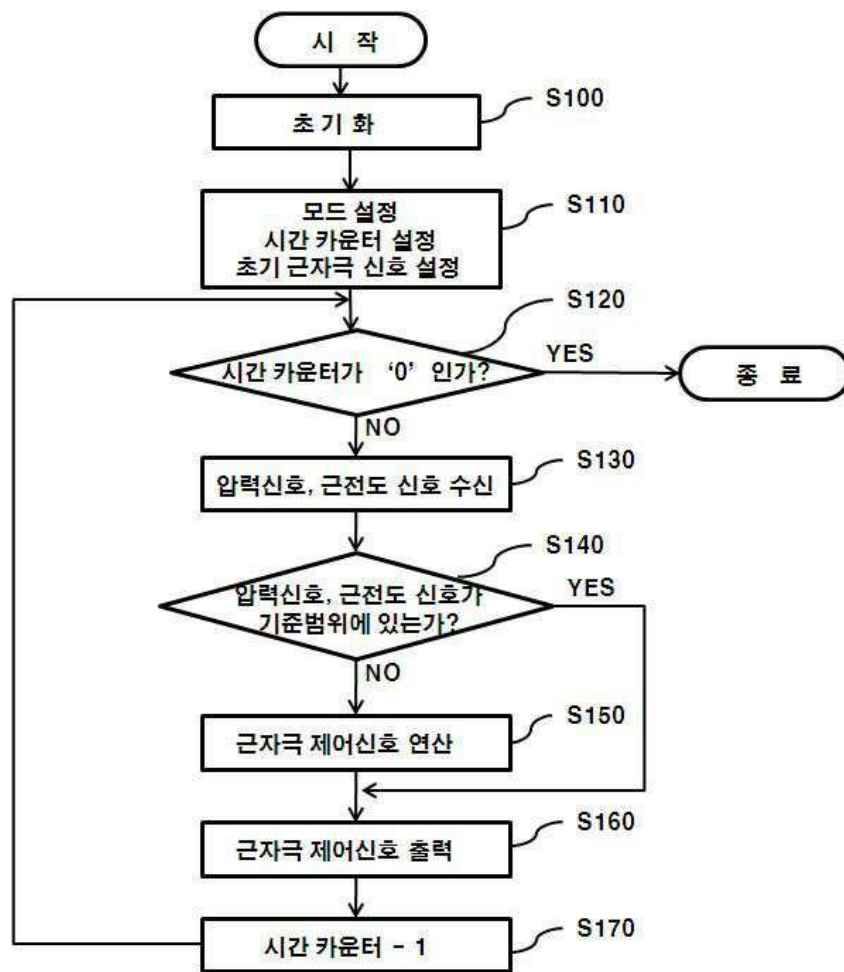 시 작
초 기 화
S100
모드 설정
시간 카운터 설정
초기 근자극 신호 설정
S110
S120
시간 카운터가 ‘0’ 인가?
YES
종 료
NO
S130
압력신호, 근전도 신호 수신
S140
압력신호, 근전도 신호가
기준범위에 있는가?
YES
NO
S150
근자극 제어신호 연산
S160
근자극 제어신호 출력
S170
시간 카운터 - 1